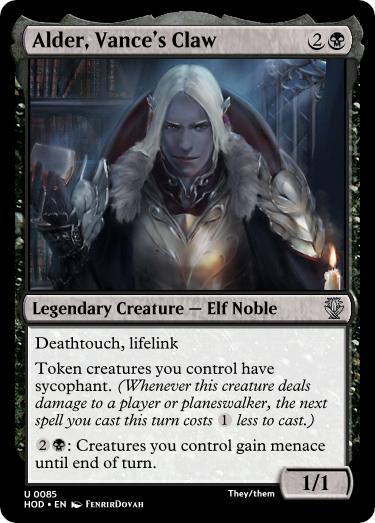 Alder, Vance's Claw 2
Legendary Creature — Elf Noble
Deathtouch, lifelink
Token creatures you control have
sycophant. (Whenever this creature deals
damage to a player or planeswalker, the next
spell you cast this turn costs 1 less to cast.)
2 : Creatures you control gain menace
until end of turn.
1/1
U 0085
They/them
HOD • EN FenrirDovah